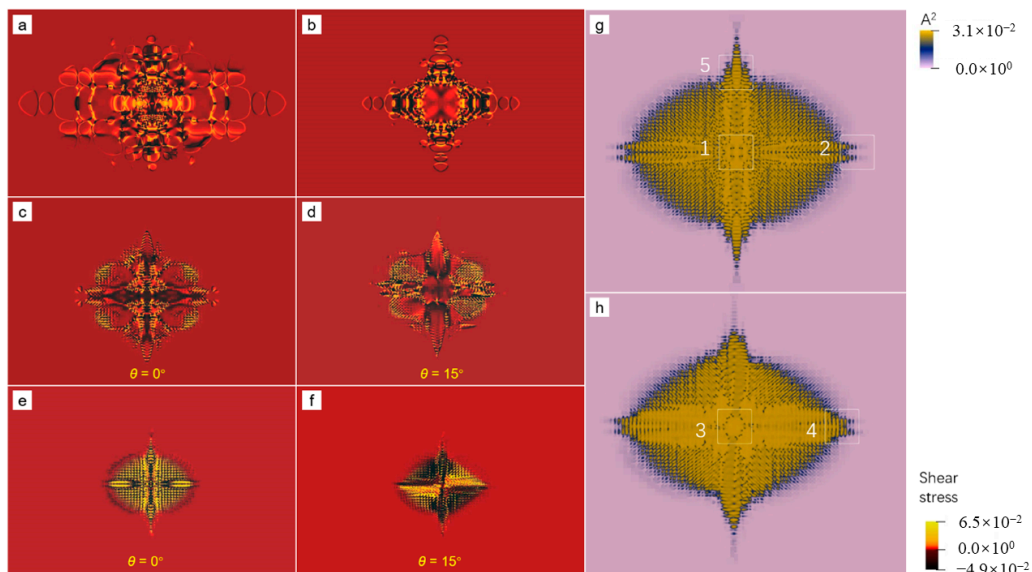 a
b
c
d
θ = 0°
θ = 15°
e
f
θ = 0°
θ = 15°
g
5
1
2
h
3
4
A²
3.1×10⁻²
0.0×10⁰
Shear
stress
6.5×10⁻²
0.0×10⁰
−4.9×10⁻²